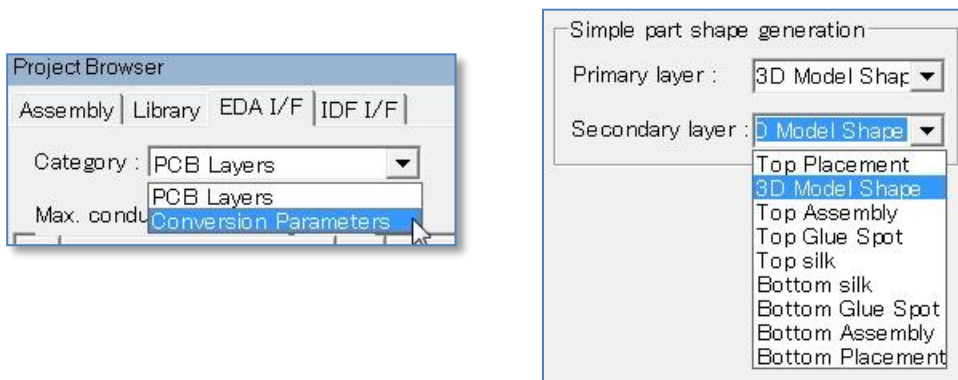 Project Browser
Assembly Library EDA I/F IDF I/F
Category : PCB Layers
PCB Layers
Max. condu
Conversion Parameters
Simple part shape generation
Primary layer : 3D Model Shap
Secondary layer : D Model Shape
Top Placement
3D Model Shape
Top Assembly
Top Glue Spot
Top silk
Bottom silk
Bottom Glue Spot
Bottom Assembly
Bottom Placement